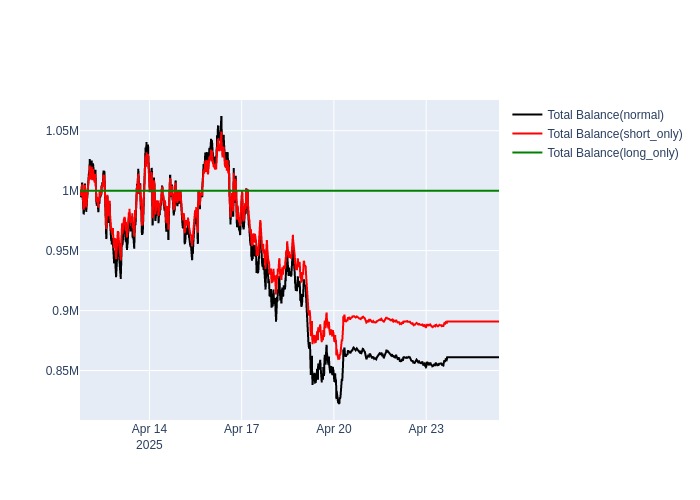 Total Balance(normal)
Total Balance(short_only)
Total Balance(long_only)
1.05M
1M
0.95M
0.9M
0.85M
Apr 14
2025
Apr 17
Apr 20
Apr 23